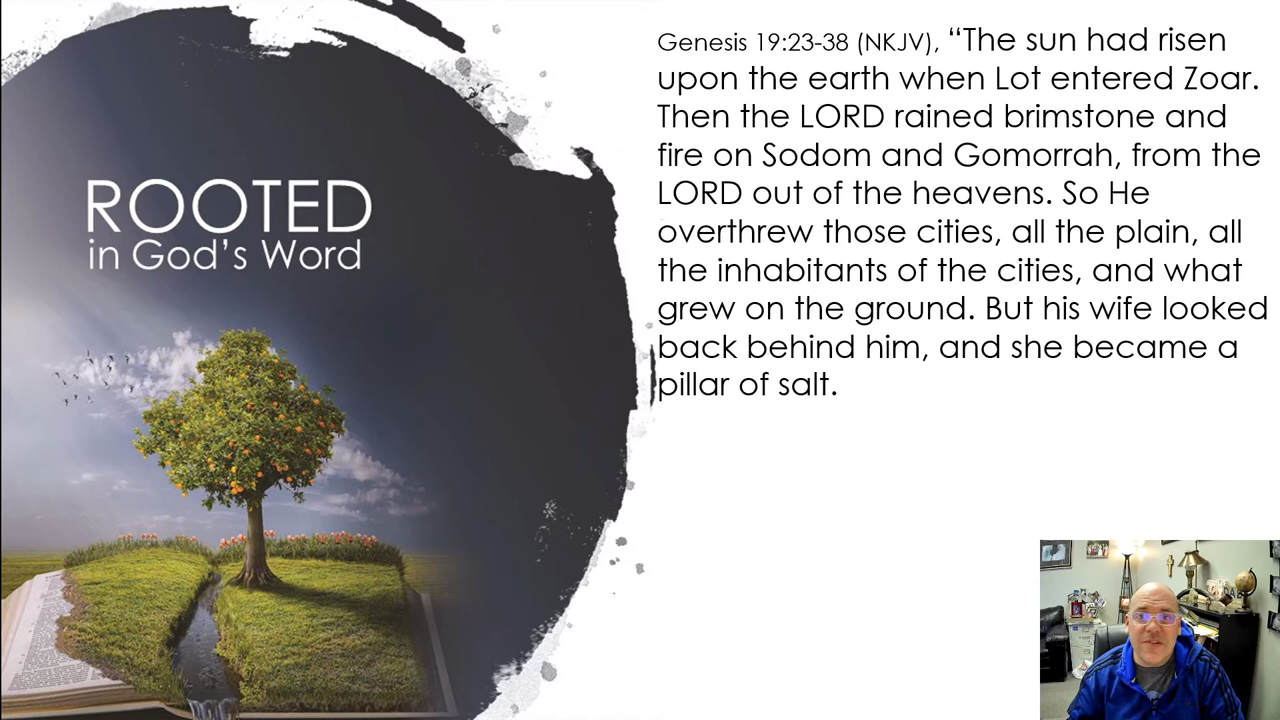 ROOTED
in God's Word
Genesis 19:23-38 (NKJV), “The sun had risen
upon the earth when Lot entered Zoar.
Then the LORD rained brimstone and
fire on Sodom and Gomorrah, from the
LORD out of the heavens. So He
overthrew those cities, all the plain, all
the inhabitants of the cities, and what
grew on the ground. But his wife looked
back behind him, and she became a
pillar of salt.